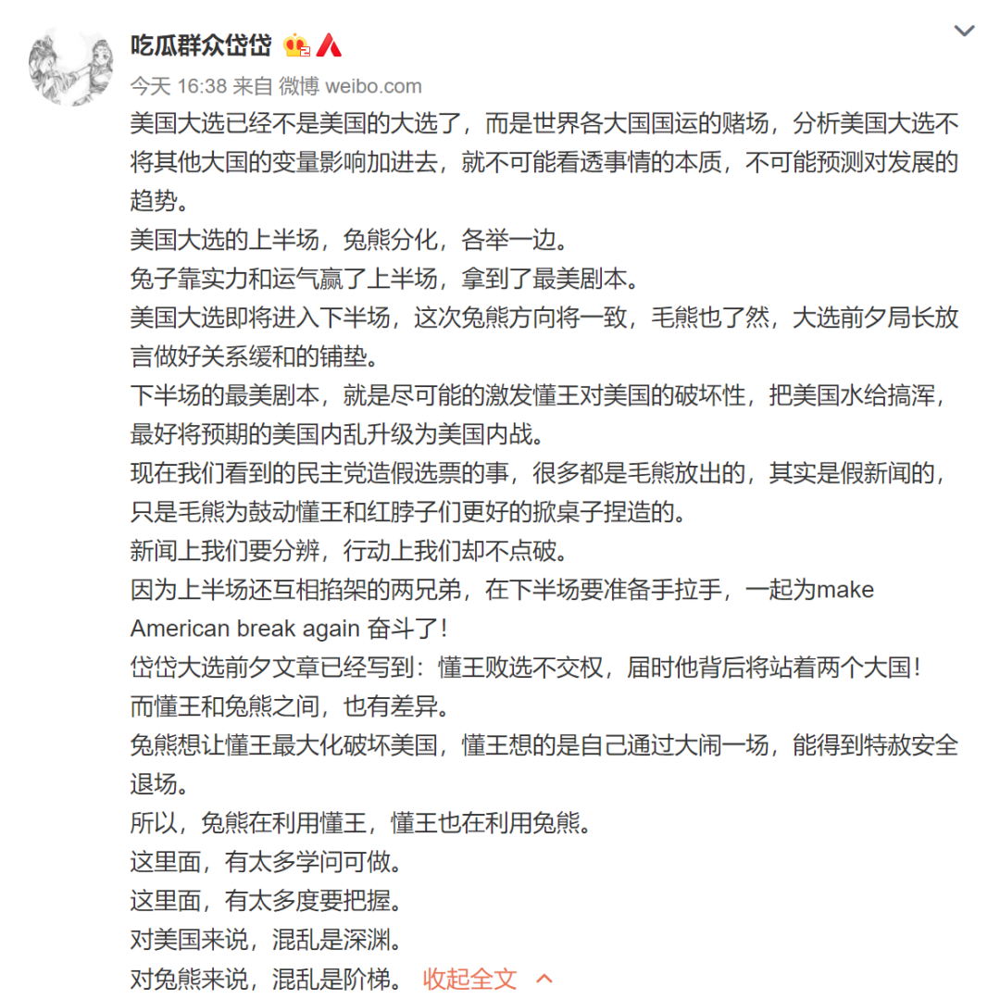 吃瓜群众岱岱
今天 16:38 来自 微博 weibo.com
美国大选已经不是美国的大选了，而是世界各大国国运的赌场，分析美国大选不
将其他大国的变量影响加进去，就不可能看透事情的本质，不可能预测对发展的
趋势。
美国大选的上半场，兔熊分化，各举一边。
兔子靠实力和运气赢了上半场，拿到了最美剧本。
美国大选即将进入下半场，这次兔熊方向将一致，毛熊也了然，大选前夕局长放
言做好关系缓和的铺垫。
下半场的最美剧本，就是尽可能的激发懂王对美国的破坏性，把美国水给搞浑，
最好将预期的美国内乱升级为美国内战。
现在我们看到的民主党造假选票的事，很多都是毛熊放出的，其实是假新闻的，
只是毛熊为鼓动懂王和红脖子们更好的掀桌子捏造的。
新闻上我们要分辨，行动上我们却不点破。
因为上半场还互相掐架的两兄弟，在下半场要准备手拉手，一起为make
American break again 奋斗了！
岱岱大选前夕文章已经写到：懂王败选不交权，届时他背后将站着两个大国！
而懂王和兔熊之间，也有差异。
兔熊想让懂王最大化破坏美国，懂王想的是自己通过大闹一场，能得到特赦安全
退场。
所以，兔熊在利用懂王，懂王也在利用兔熊。
这里面，有太多学问可做。
这里面，有太多度要把握。
对美国来说，混乱是深渊。
对兔熊来说，混乱是阶梯。 收起全文